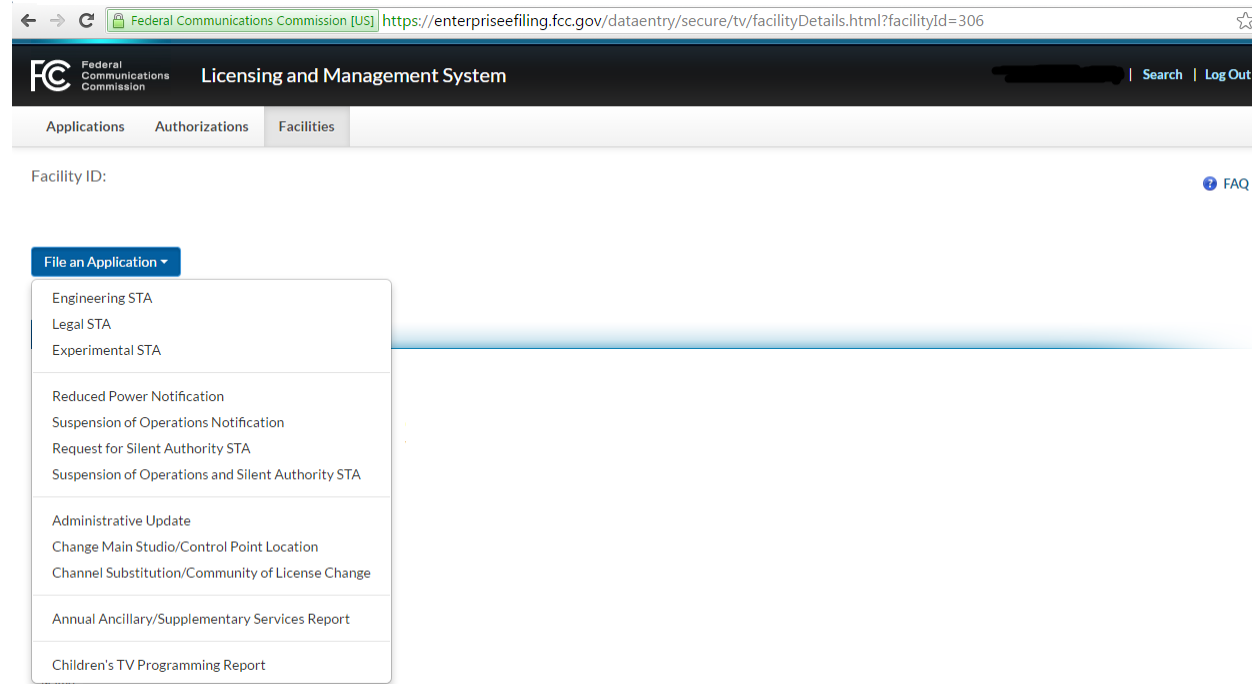 Federal Communications Commission [US] https://enterpriseefiling.fcc.gov/dataentry/secure/tv/facilityDetails.html?facilityId=306
FCC Federal
Communications
Commission
Licensing and Management System
| Search | Log Out
Applications Authorizations Facilities
Facility ID:
? FAQ
File an Application
Engineering STA
Legal STA
Experimental STA
Reduced Power Notification
Suspension of Operations Notification
Request for Silent Authority STA
Suspension of Operations and Silent Authority STA
Administrative Update
Change Main Studio/Control Point Location
Channel Substitution/Community of License Change
Annual Ancillary/Supplementary Services Report
Children's TV Programming Report